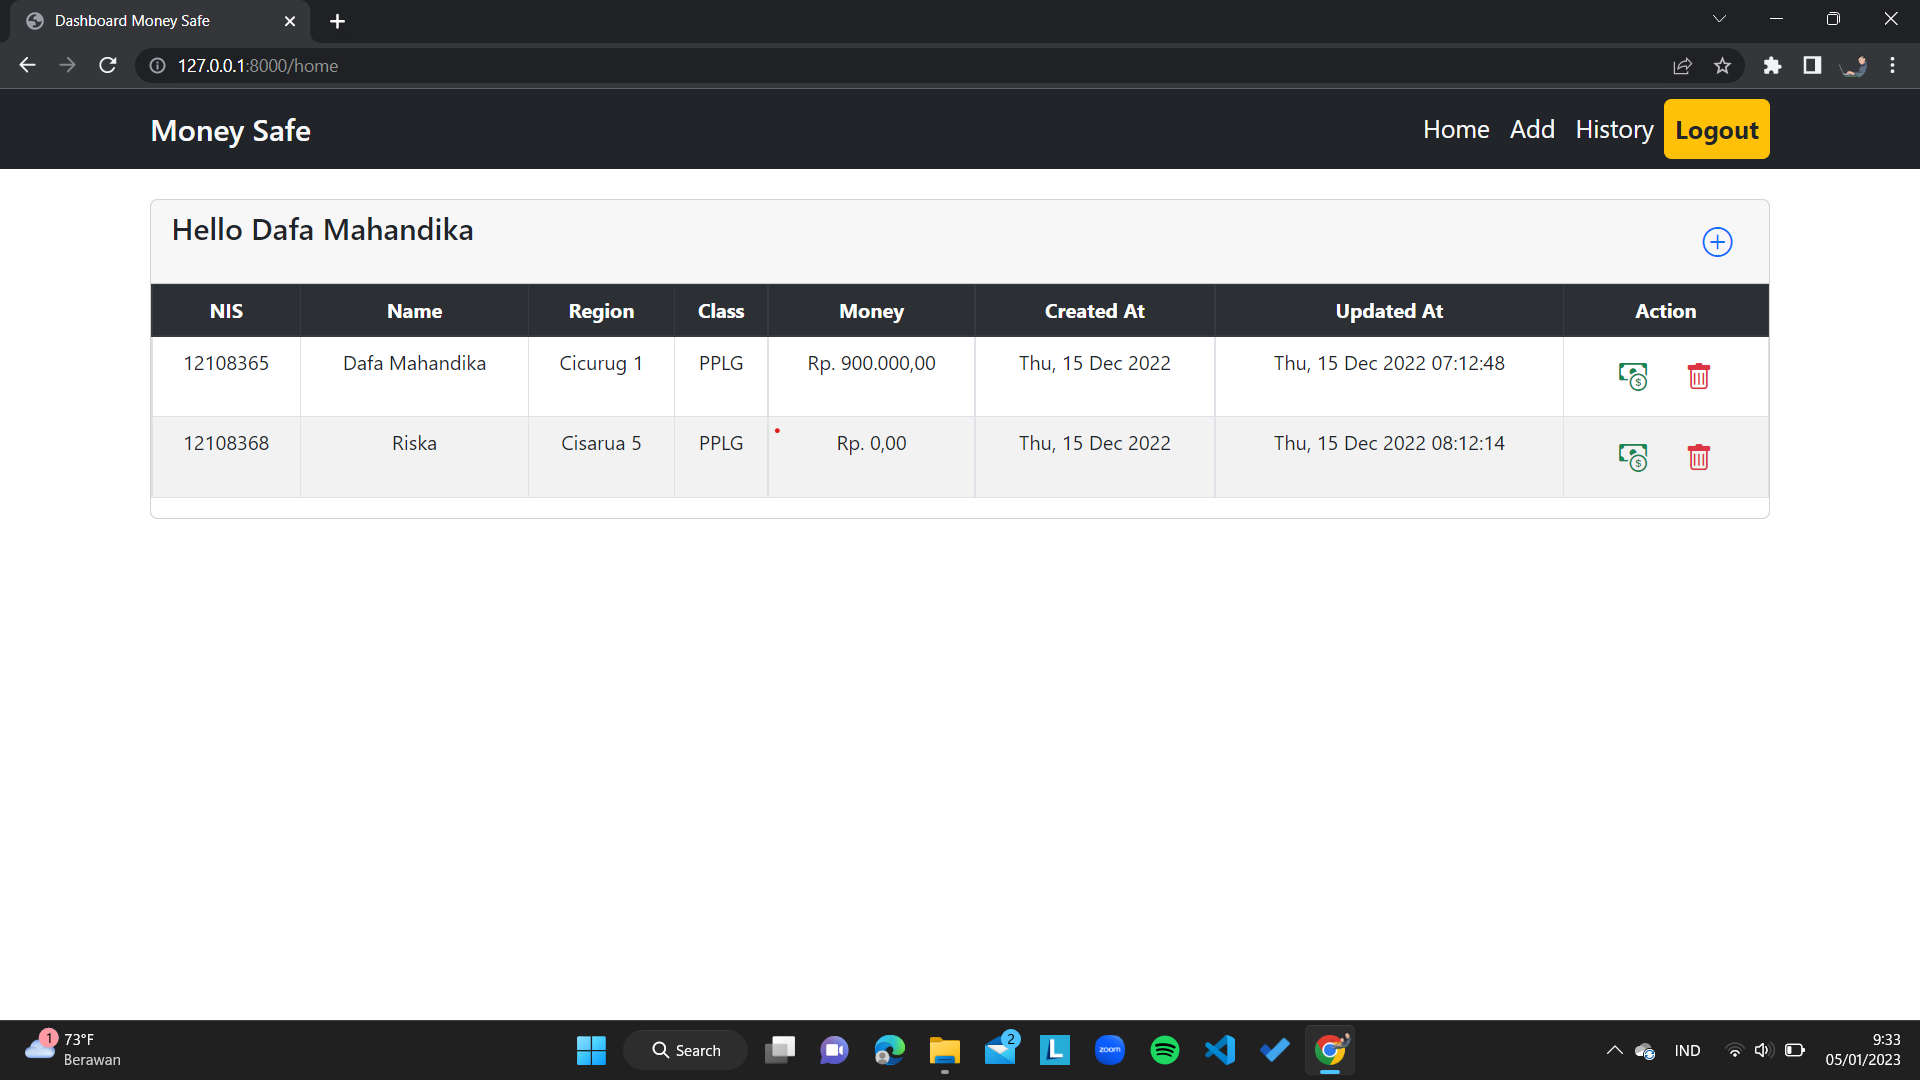 Dashboard Money Safe
127.0.0.1:8000/home
Money Safe
Home Add History Logout
Hello Dafa Mahandika
NIS Name Region Class Money Created At Updated At Action
12108365 Dafa Mahandika Cicurug 1 PPLG Rp. 900.000,00 Thu, 15 Dec 2022 Thu, 15 Dec 2022 07:12:48
12108368 Riska Cisarua 5 PPLG Rp. 0,00 Thu, 15 Dec 2022 Thu, 15 Dec 2022 08:12:14
1 73°F
Berawan
Search
2
L
zoom
IND
9:33
05/01/2023